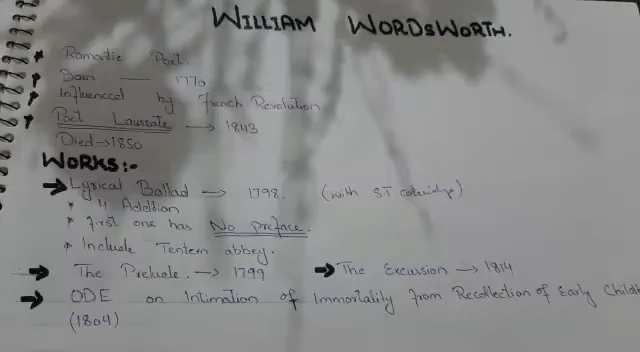 WILLIAM WORDSWORTH.
* Romantic Poet.
* Born — 1770
* Influenced by French Revolution
* Poet Laureate → 1843
Died → 1850
WORKS:-
→ Lyrical Ballad → 1798. (with ST coleridge)
* 4 Addition
* first one has No preface.
* Include Tentern abbey.
→ The Prelude. → 1799 → The Excursion → 1814
→ ODE on Intimation of Immortality from Recollection of Early Childh
(1804)